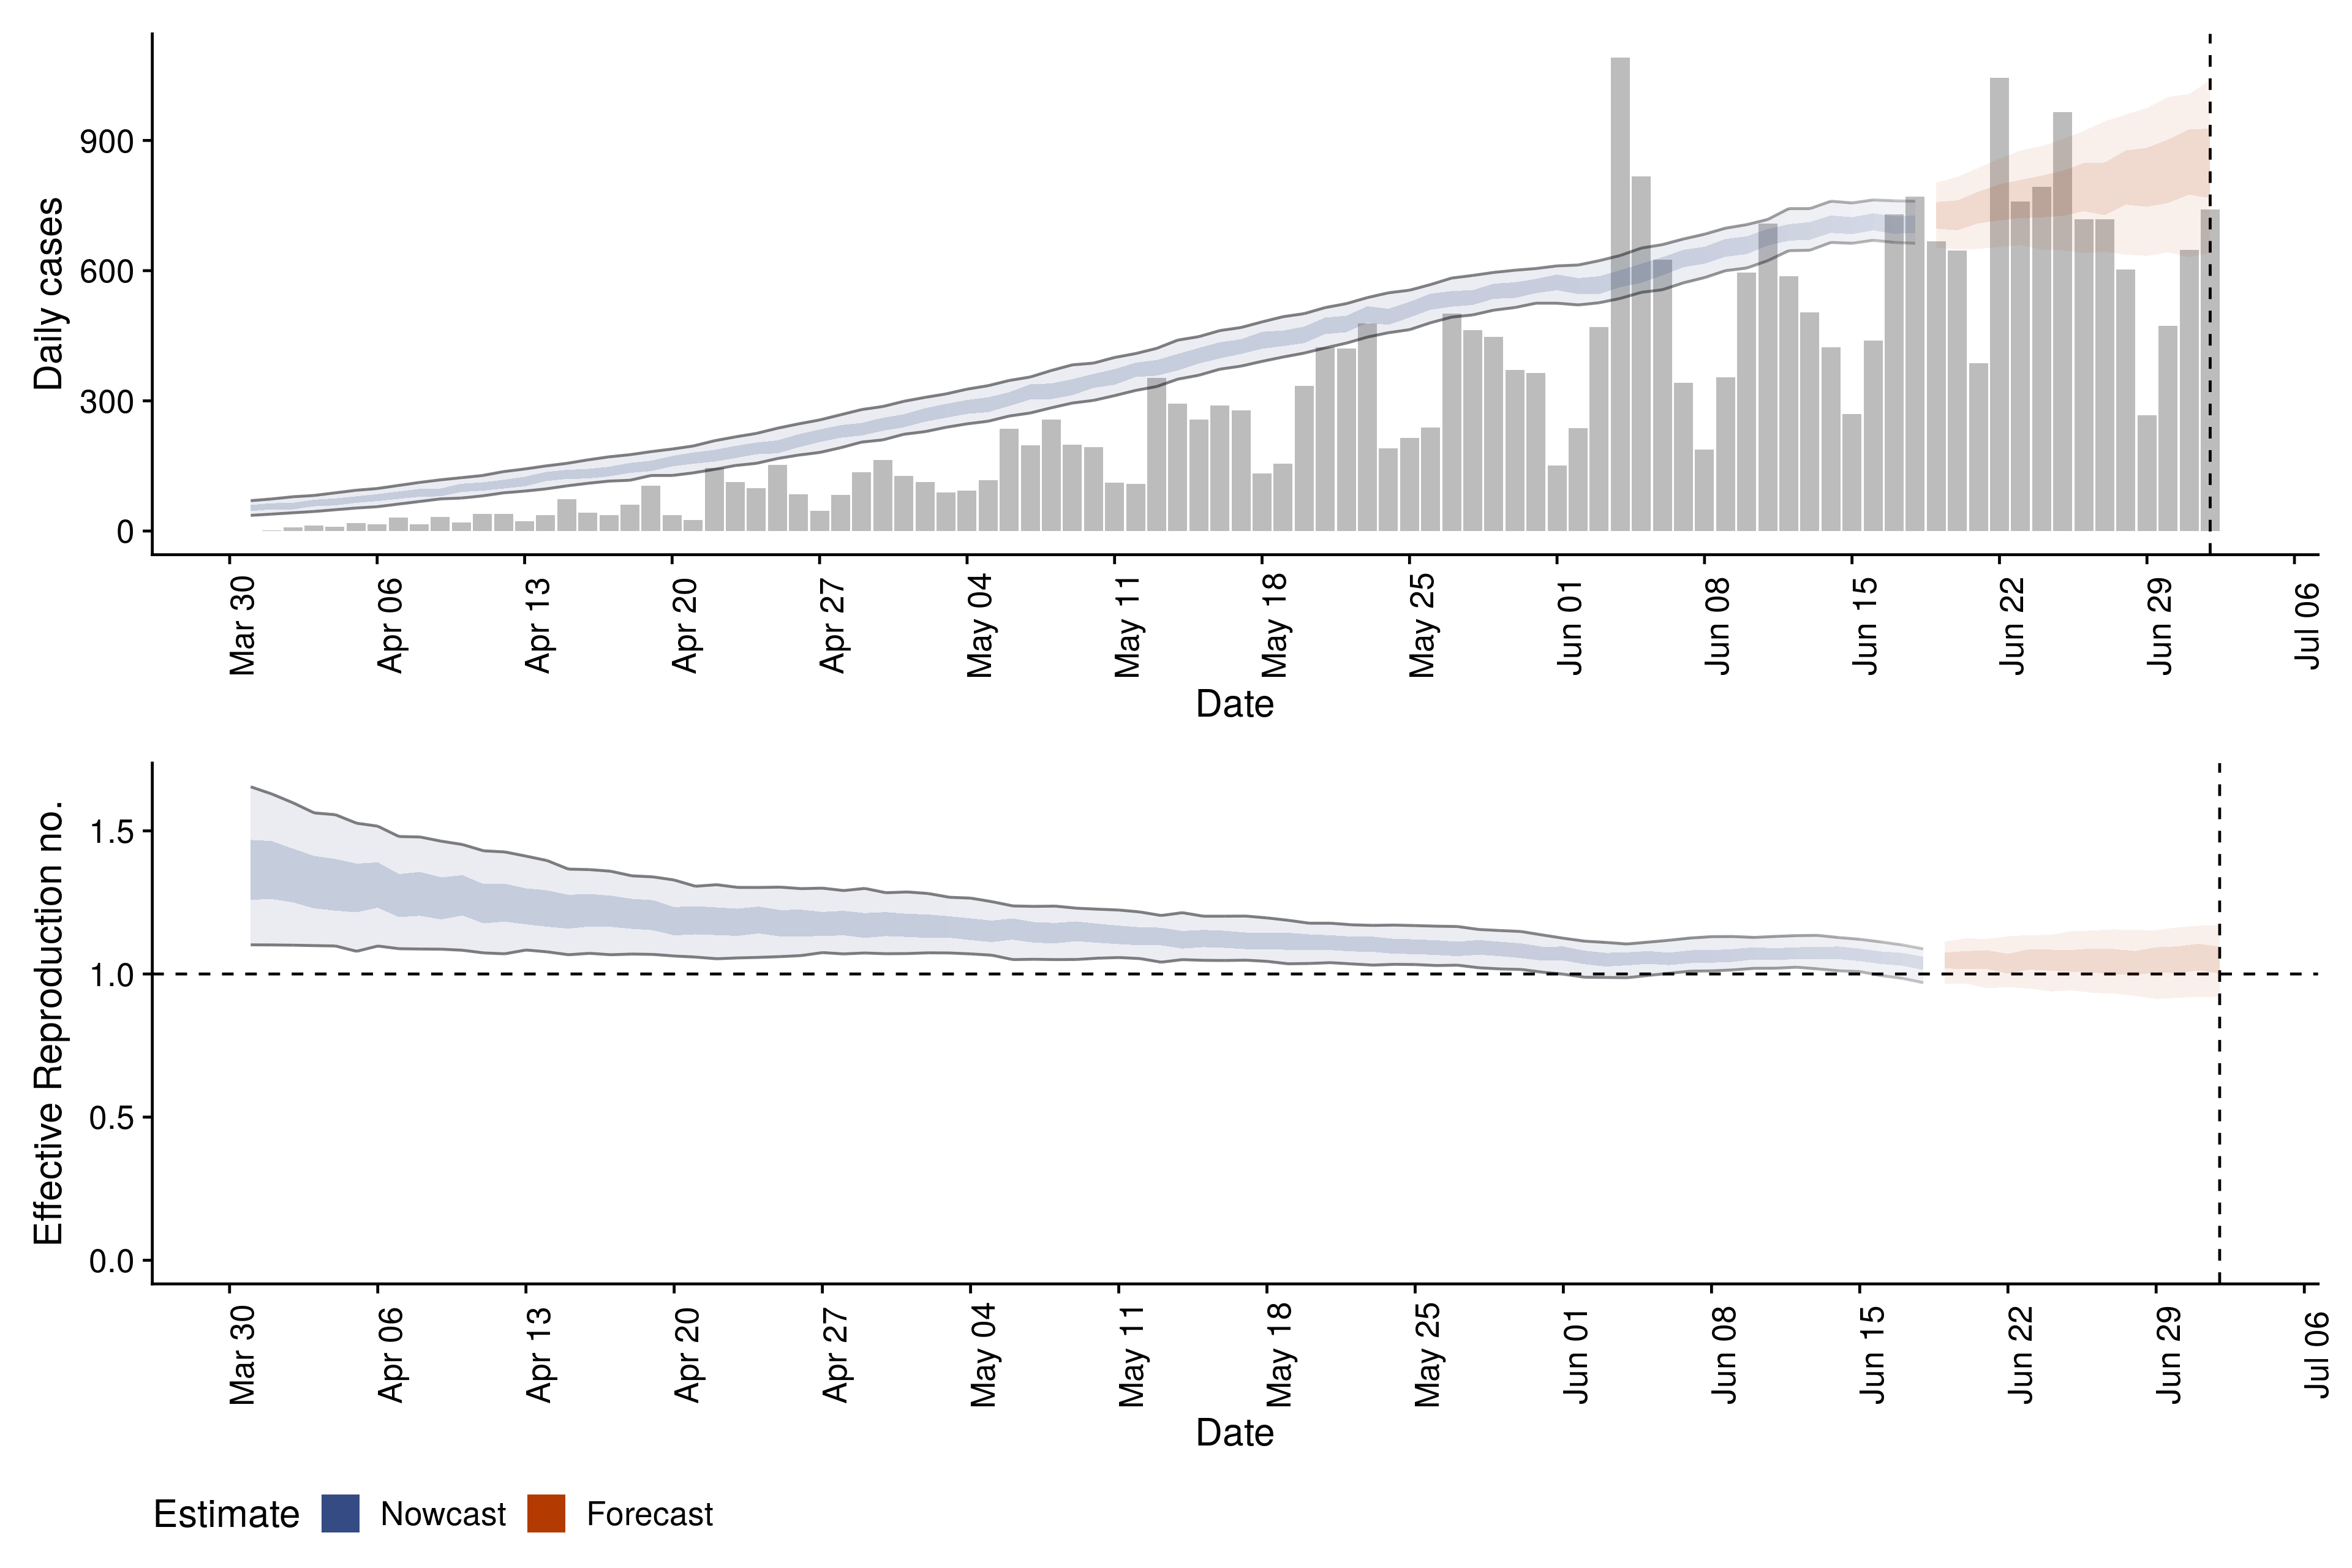 Daily cases
900
600
300
0
Mar 30 Apr 06 Apr 13 Apr 20 Apr 27 May 04 May 11 May 18 May 25 Jun 01 Jun 08 Jun 15 Jun 22 Jun 29 Jul 06
Date
Effective Reproduction no.
1.5
1.0
0.5
0.0
Mar 30 Apr 06 Apr 13 Apr 20 Apr 27 May 04 May 11 May 18 May 25 Jun 01 Jun 08 Jun 15 Jun 22 Jun 29 Jul 06
Date
Estimate Nowcast Forecast